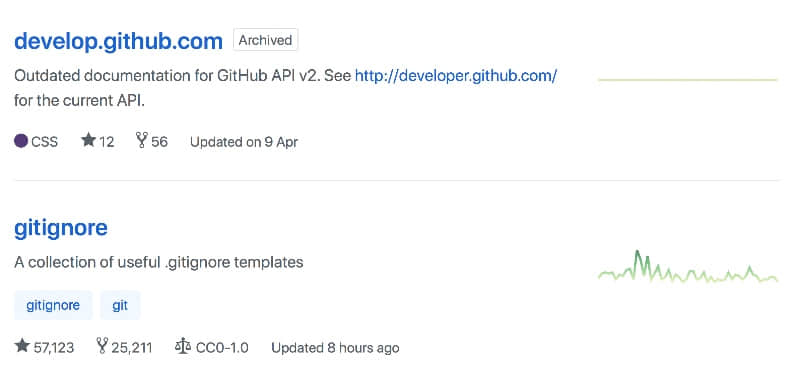 develop.github.com Archived
Outdated documentation for GitHub API v2. See http://developer.github.com/
for the current API.
CSS 12 56 Updated on 9 Apr
gitignore
A collection of useful .gitignore templates
gitignore git
57,123 25,211 CC0-1.0 Updated 8 hours ago